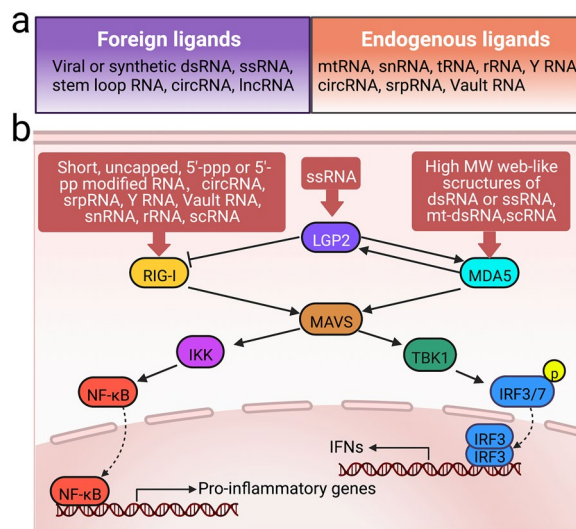 a
Foreign ligands
Viral or synthetic dsRNA, ssRNA,
stem loop RNA, circRNA, lncRNA
Endogenous ligands
mtRNA, snRNA, tRNA, rRNA, Y RNA
circRNA, srpRNA, Vault RNA
b
Short, uncapped, 5'-ppp or 5'-
pp modified RNA, circRNA,
srpRNA, Y RNA, Vault RNA,
snRNA, rRNA, scRNA
ssRNA
High MW web-like
scructures of
dsRNA or ssRNA,
mt-dsRNA,scRNA
LGP2
RIG-I
MDA5
MAVS
IKK
TBK1
NF-κB
p
IRF3/7
IRF3
IRF3
IFNs
NF-κB
Pro-inflammatory genes